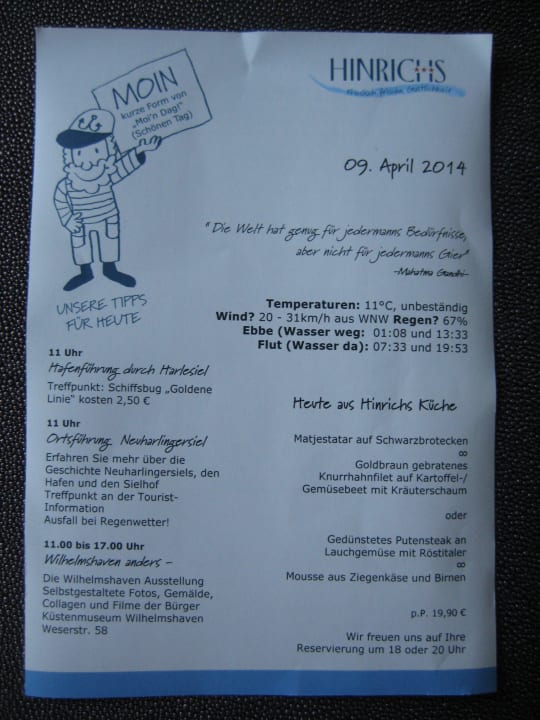 HINRICHS
Friesisch frische Gastlichkeit
MOIN
kurze Form von
„Moi'n Dag!"
(Schönen Tag)
09. April 2014
"Die Welt hat genug für jedermanns Bedürfnisse,
aber nicht für jedermanns Gier"
-Mahatma Gandhi-
UNSERE TIPPS
FÜR HEUTE
Temperaturen: 11°C, unbeständig
Wind? 20 - 31km/h aus WNW Regen? 67%
Ebbe (Wasser weg: 01:08 und 13:33
Flut (Wasser da): 07:33 und 19:53
11 Uhr
Hafenführung durch Harlesiel
Treffpunkt: Schiffsbug „Goldene
Linie" kosten 2,50 €
11 Uhr
Ortsführung Neuharlingersiel
Erfahren Sie mehr über die
Geschichte Neuharlingersiels, den
Hafen und den Sielhof
Treffpunkt an der Tourist-
Information
Ausfall bei Regenwetter!
11.00 bis 17.00 Uhr
Wilhelmshaven anders –
Die Wilhelmshaven Ausstellung
Selbstgestaltete Fotos, Gemälde,
Collagen und Filme der Bürger
Küstenmuseum Wilhelmshaven
Weserstr. 58
Heute aus Hinrichs Küche
Matjestatar auf Schwarzbrotecken
∞
Goldbraun gebratenes
Knurrhahnfilet auf Kartoffel-/
Gemüsebeet mit Kräuterschaum
oder
Gedünstetes Putensteak an
Lauchgemüse mit Röstitaler
∞
Mousse aus Ziegenkäse und Birnen
p.P. 19,90 €
Wir freuen uns auf Ihre
Reservierung um 18 oder 20 Uhr